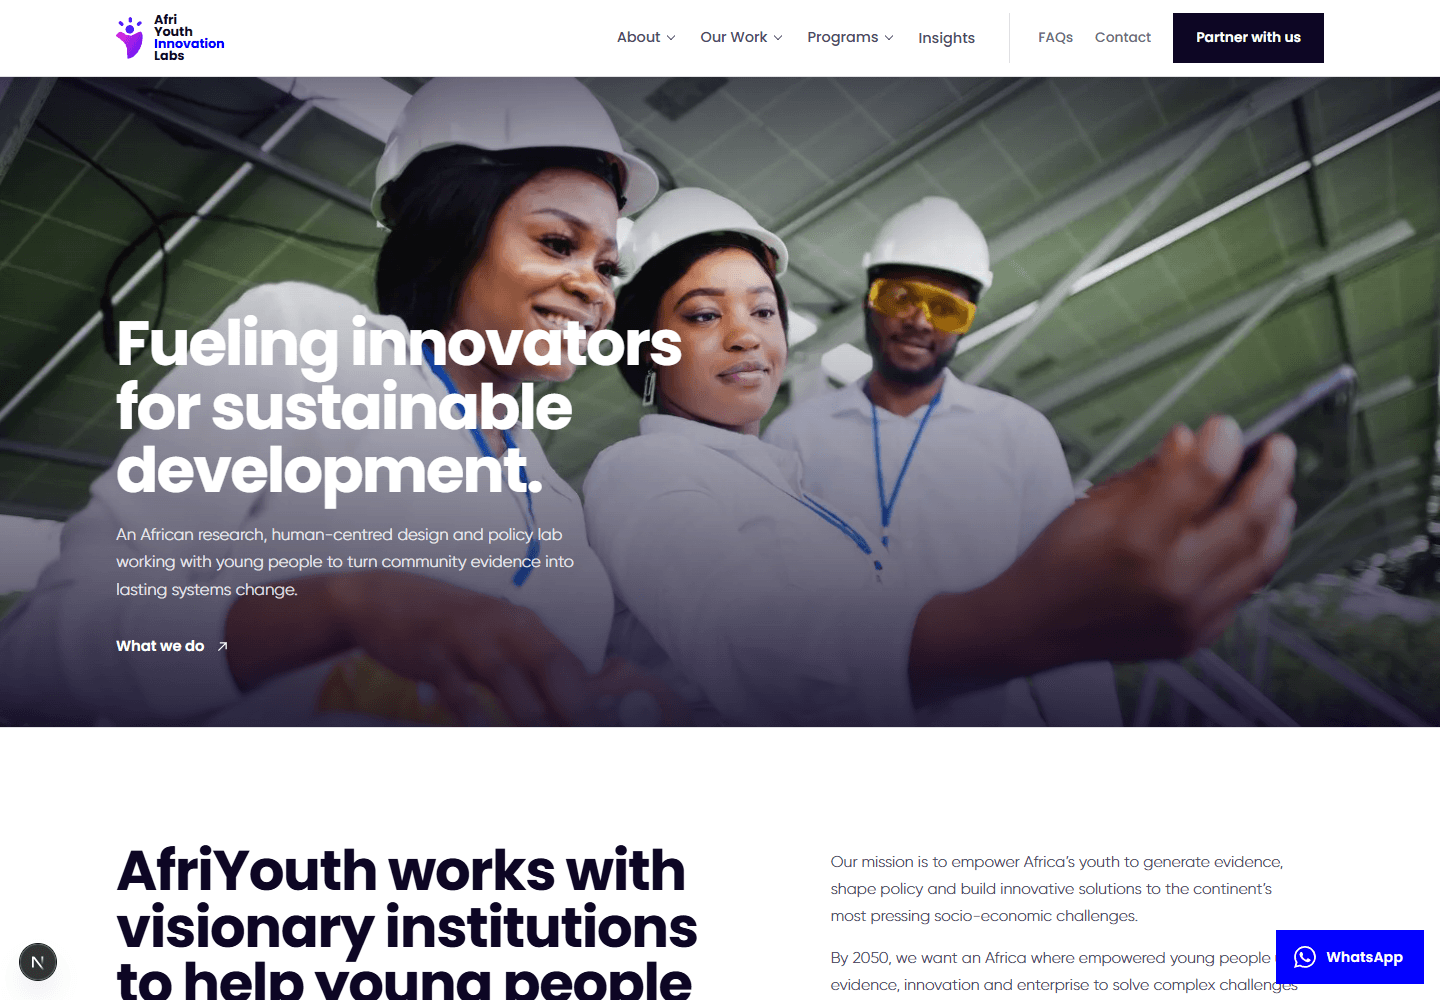 Afri
Youth
Innovation
Labs
About
Our Work
Programs
Insights
FAQs
Contact
Partner with us
Fueling innovators
for sustainable
development.
An African research, human-centred design and policy lab
working with young people to turn community evidence into
lasting systems change.
What we do
AfriYouth works with
visionary institutions
to help young people
Our mission is to empower Africa’s youth to generate evidence,
shape policy and build innovative solutions to the continent’s
most pressing socio-economic challenges.
By 2050, we want an Africa where empowered young people
evidence, innovation and enterprise to solve complex challenges
WhatsApp
N